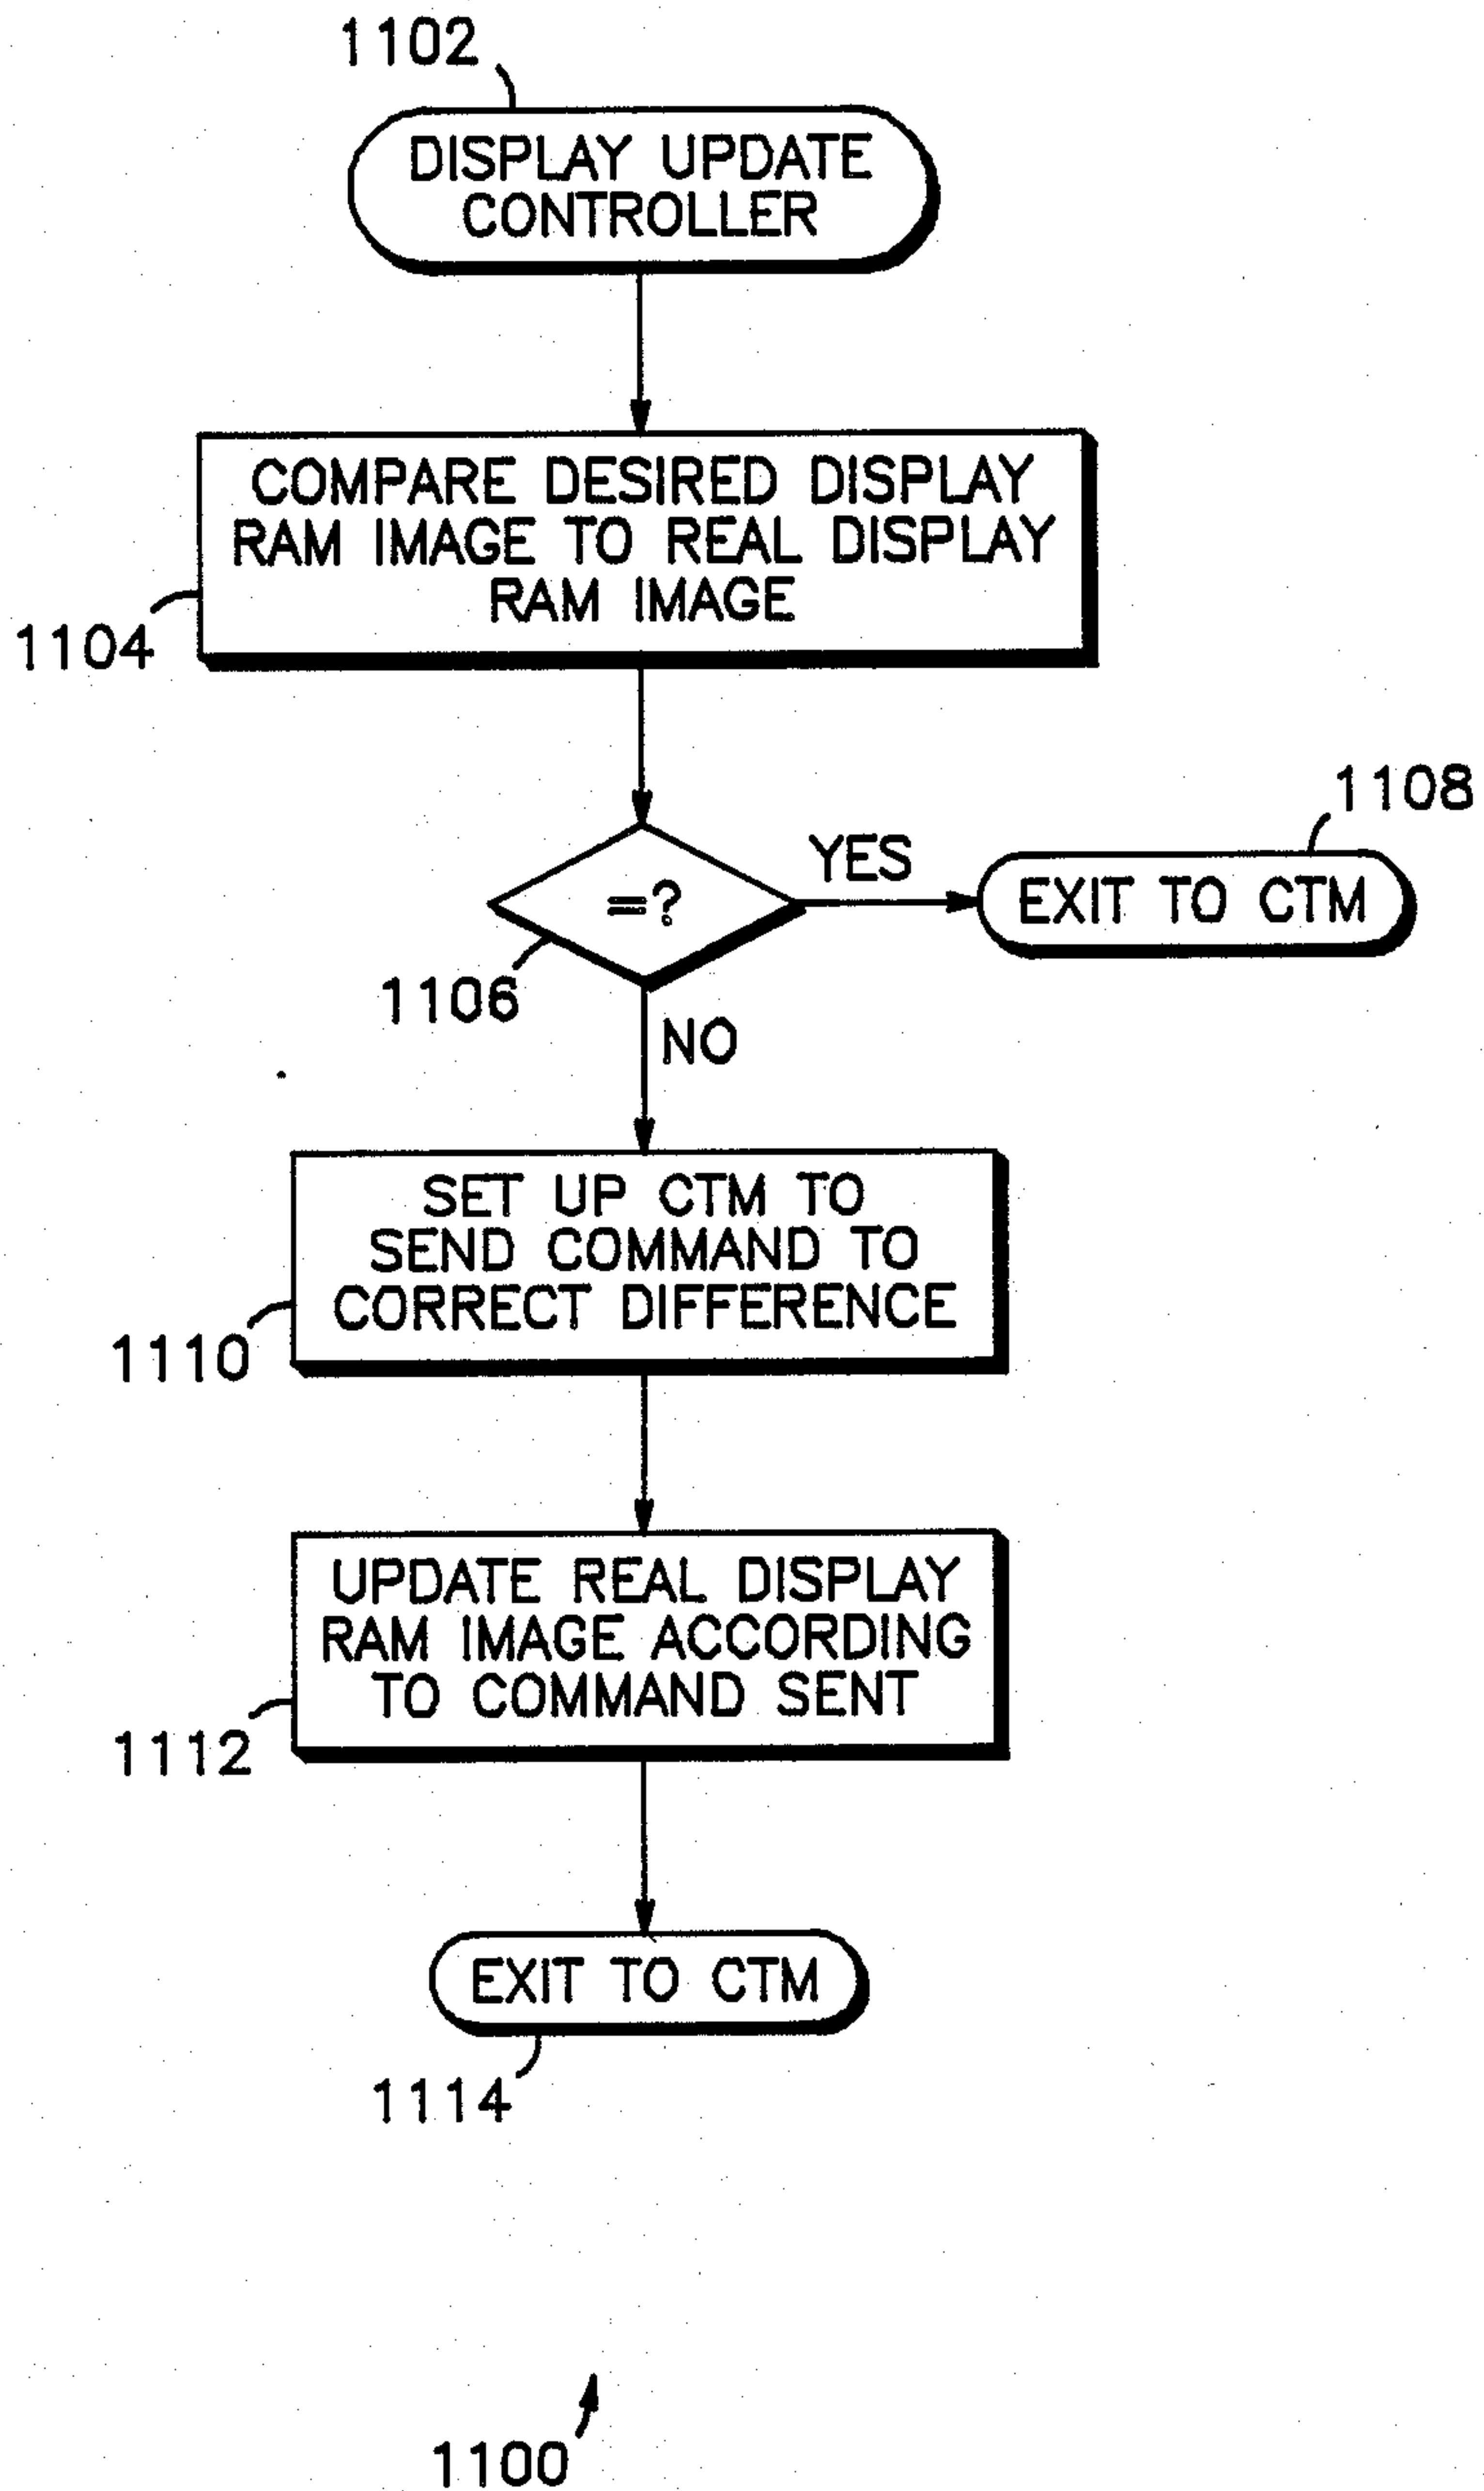 1102
DISPLAY UPDATE
CONTROLLER
COMPARE DESIRED DISPLAY
RAM IMAGE TO REAL DISPLAY
RAM IMAGE
1104
1108
YES
=?
EXIT TO CTM
1106
NO
SET UP CTM TO
SEND COMMAND TO
CORRECT DIFFERENCE
1110
UPDATE REAL DISPLAY
RAM IMAGE ACCORDING
TO COMMAND SENT
1112
EXIT TO CTM
1114
1100